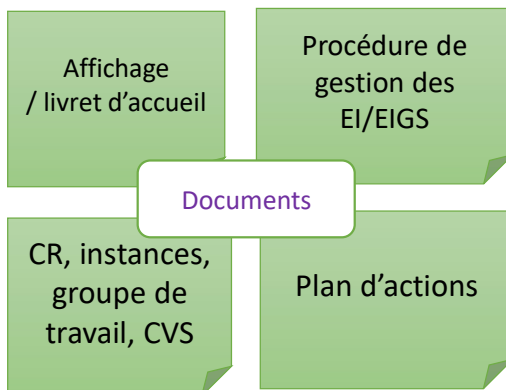 Affichage
/ livret d’accueil
Procédure de
gestion des
EI/EIGS
Documents
CR, instances,
groupe de
travail, CVS
Plan d’actions